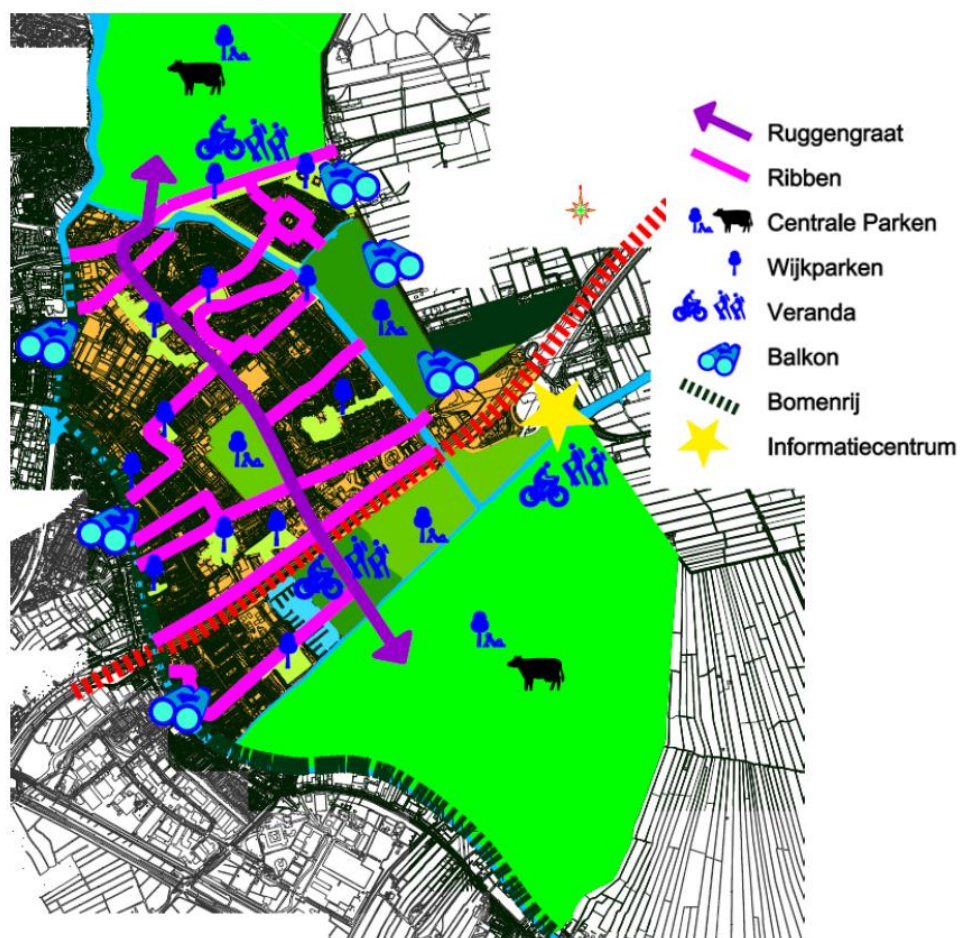 Ruggengraat
Ribben
Centrale Parken
Wijkparken
Veranda
Balkon
Bomenrij
Informatiecentrum